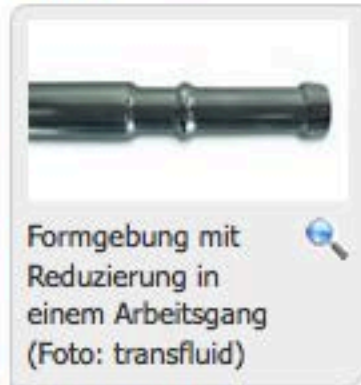 Formgebung mit
Reduzierung in
einem Arbeitsgang
(Foto: transfluid)